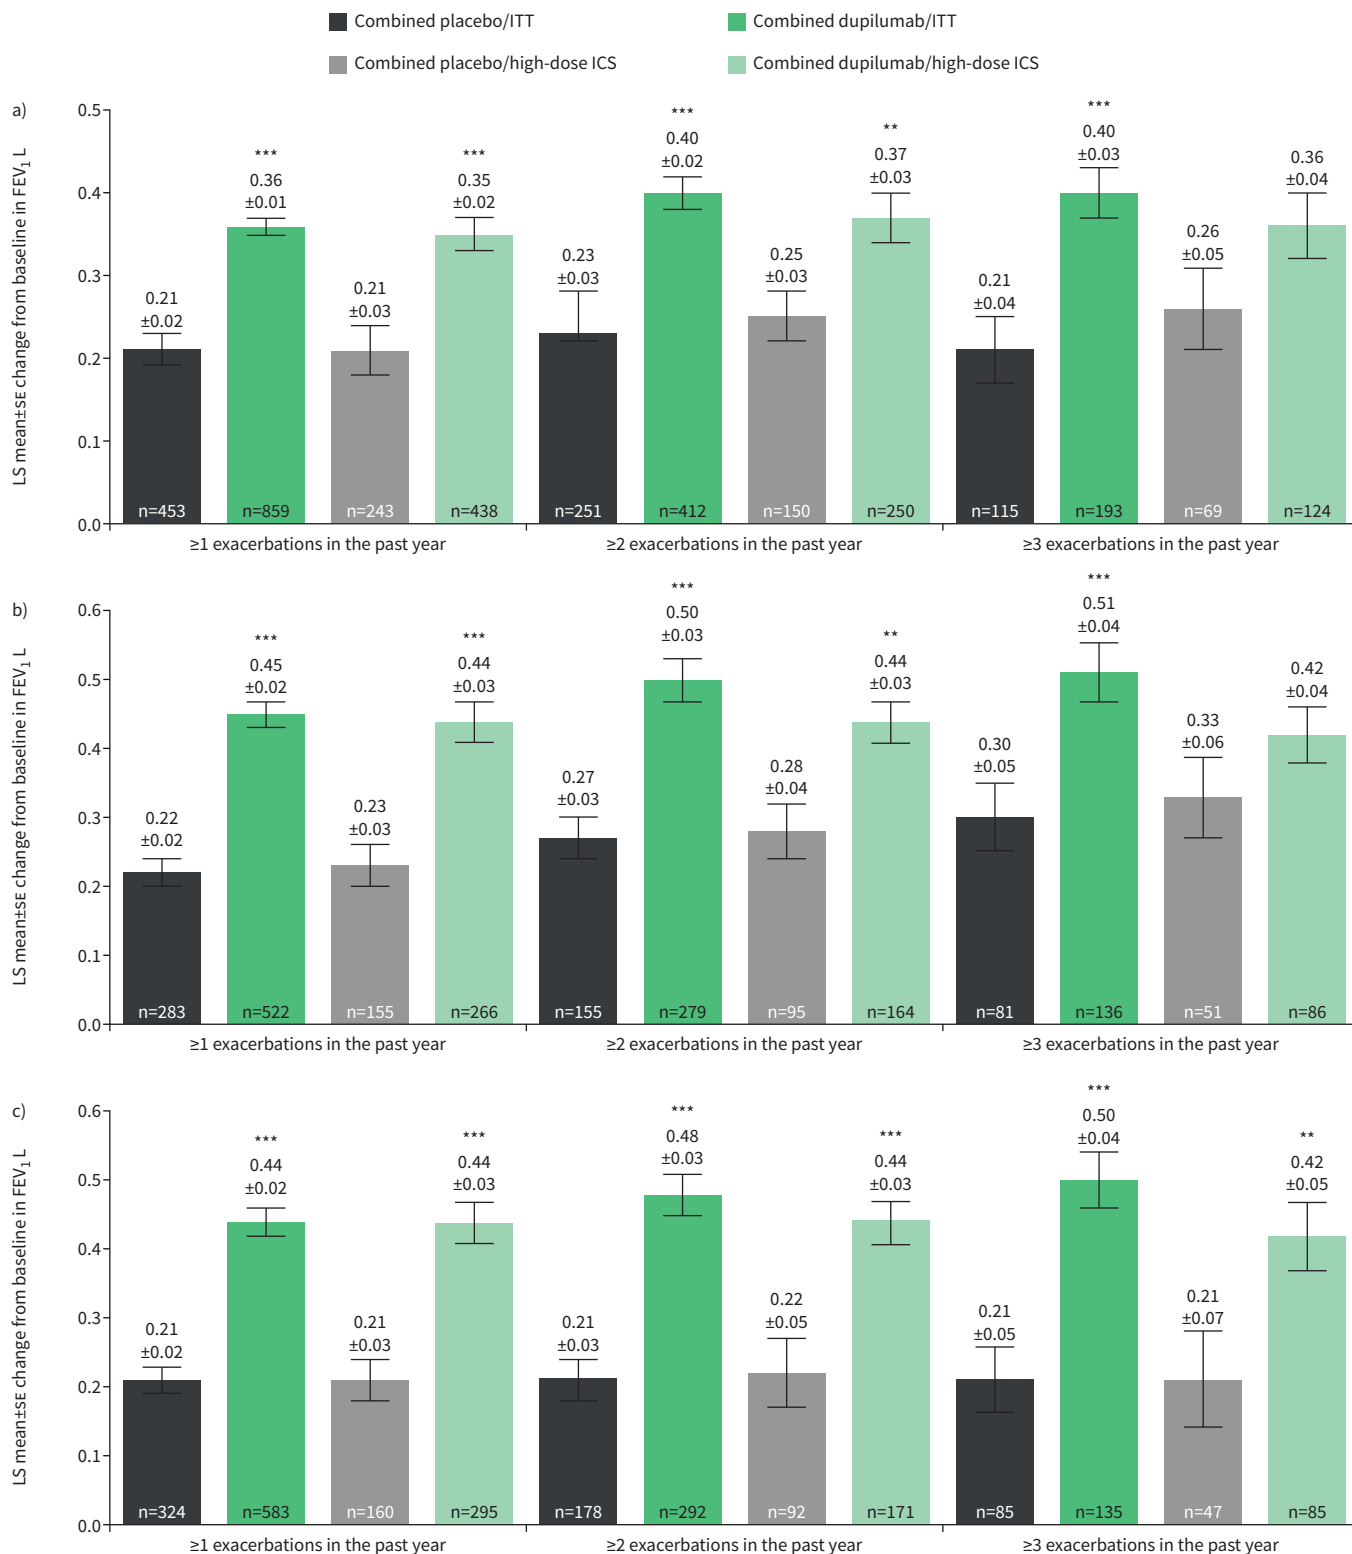 Combined placebo/ITT
Combined dupilumab/ITT
Combined placebo/high-dose ICS
Combined dupilumab/high-dose ICS
a)
LS mean±SE change from baseline in FEV1 L
0.5
0.4
0.3
0.2
0.1
0.0
0.21
±0.02
***
0.36
±0.01
0.21
±0.03
***
0.35
±0.02
0.23
±0.03
***
0.40
±0.02
0.25
±0.03
**
0.37
±0.03
0.21
±0.04
***
0.40
±0.03
0.26
±0.05
0.36
±0.04
n=453
n=859
n=243
n=438
n=251
n=412
n=150
n=250
n=115
n=193
n=69
n=124
≥1 exacerbations in the past year
≥2 exacerbations in the past year
≥3 exacerbations in the past year
b)
LS mean±SE change from baseline in FEV1 L
0.6
0.5
0.4
0.3
0.2
0.1
0.0
0.22
±0.02
***
0.45
±0.02
0.23
±0.03
***
0.44
±0.03
0.27
±0.03
***
0.50
±0.03
0.28
±0.04
**
0.44
±0.03
0.30
±0.05
***
0.51
±0.04
0.33
±0.06
0.42
±0.04
n=283
n=522
n=155
n=266
n=155
n=279
n=95
n=164
n=81
n=136
n=51
n=86
≥1 exacerbations in the past year
≥2 exacerbations in the past year
≥3 exacerbations in the past year
c)
LS mean±SE change from baseline in FEV1 L
0.6
0.5
0.4
0.3
0.2
0.1
0.0
0.21
±0.02
***
0.44
±0.02
0.21
±0.03
***
0.44
±0.03
0.21
±0.03
***
0.48
±0.03
0.22
±0.05
***
0.44
±0.03
0.21
±0.05
***
0.50
±0.04
0.21
±0.07
**
0.42
±0.05
n=324
n=583
n=160
n=295
n=178
n=292
n=92
n=171
n=85
n=135
n=47
n=85
≥1 exacerbations in the past year
≥2 exacerbations in the past year
≥3 exacerbations in the past year